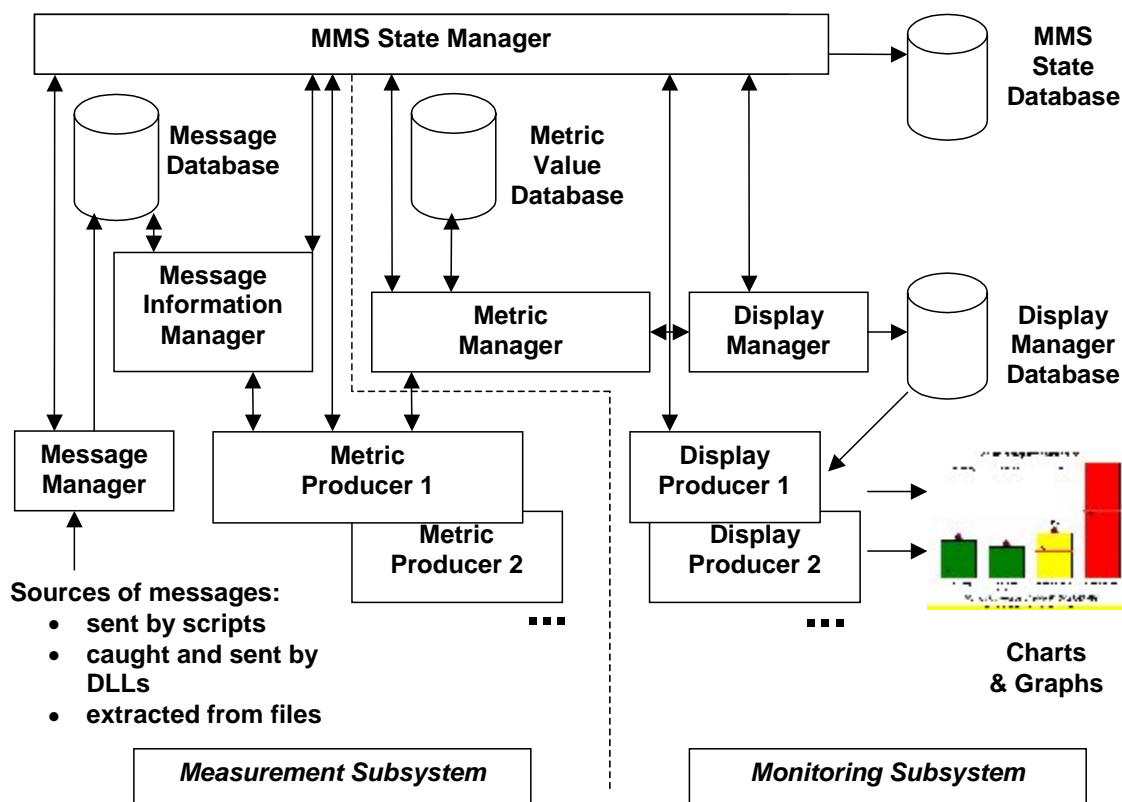 MMS State Manager
MMS
State
Database
Message
Database
Metric
Value
Database
Message
Information
Manager
Metric
Manager
Display
Manager
Display
Manager
Database
Message
Manager
Metric
Producer 1
Display
Producer 1
Metric
Producer 2
Display
Producer 2
Sources of messages:
• sent by scripts
• caught and sent by
DLLs
• extracted from files
...
...
Charts
& Graphs
Measurement Subsystem
Monitoring Subsystem